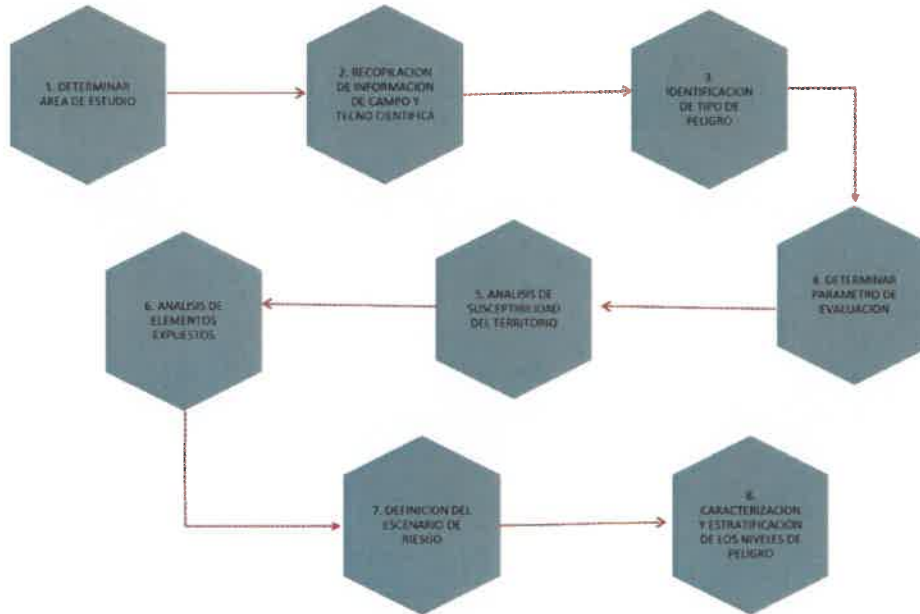 1. DETERMINAR
AREA DE ESTUDIO
2. RECOPILACION
DE INFORMACION
DE CAMPO Y
TECNO CIENTIFICA
3.
IDENTIFICACION
DE TIPO DE
PELIGRO
4. DETERMINAR
PARAMETRO DE
EVALUACION
5. ANALISIS DE
SUSCEPTIBILIDAD
DEL TERRITORIO
6. ANALISIS DE
ELEMENTOS
EXPUESTOS
7. DEFINICION DEL
ESCENARIO DE
RIESGO
8.
CARACTERIZACION
Y ESTRATIFICACIÓN
DE LOS NIVELES DE
PELIGRO